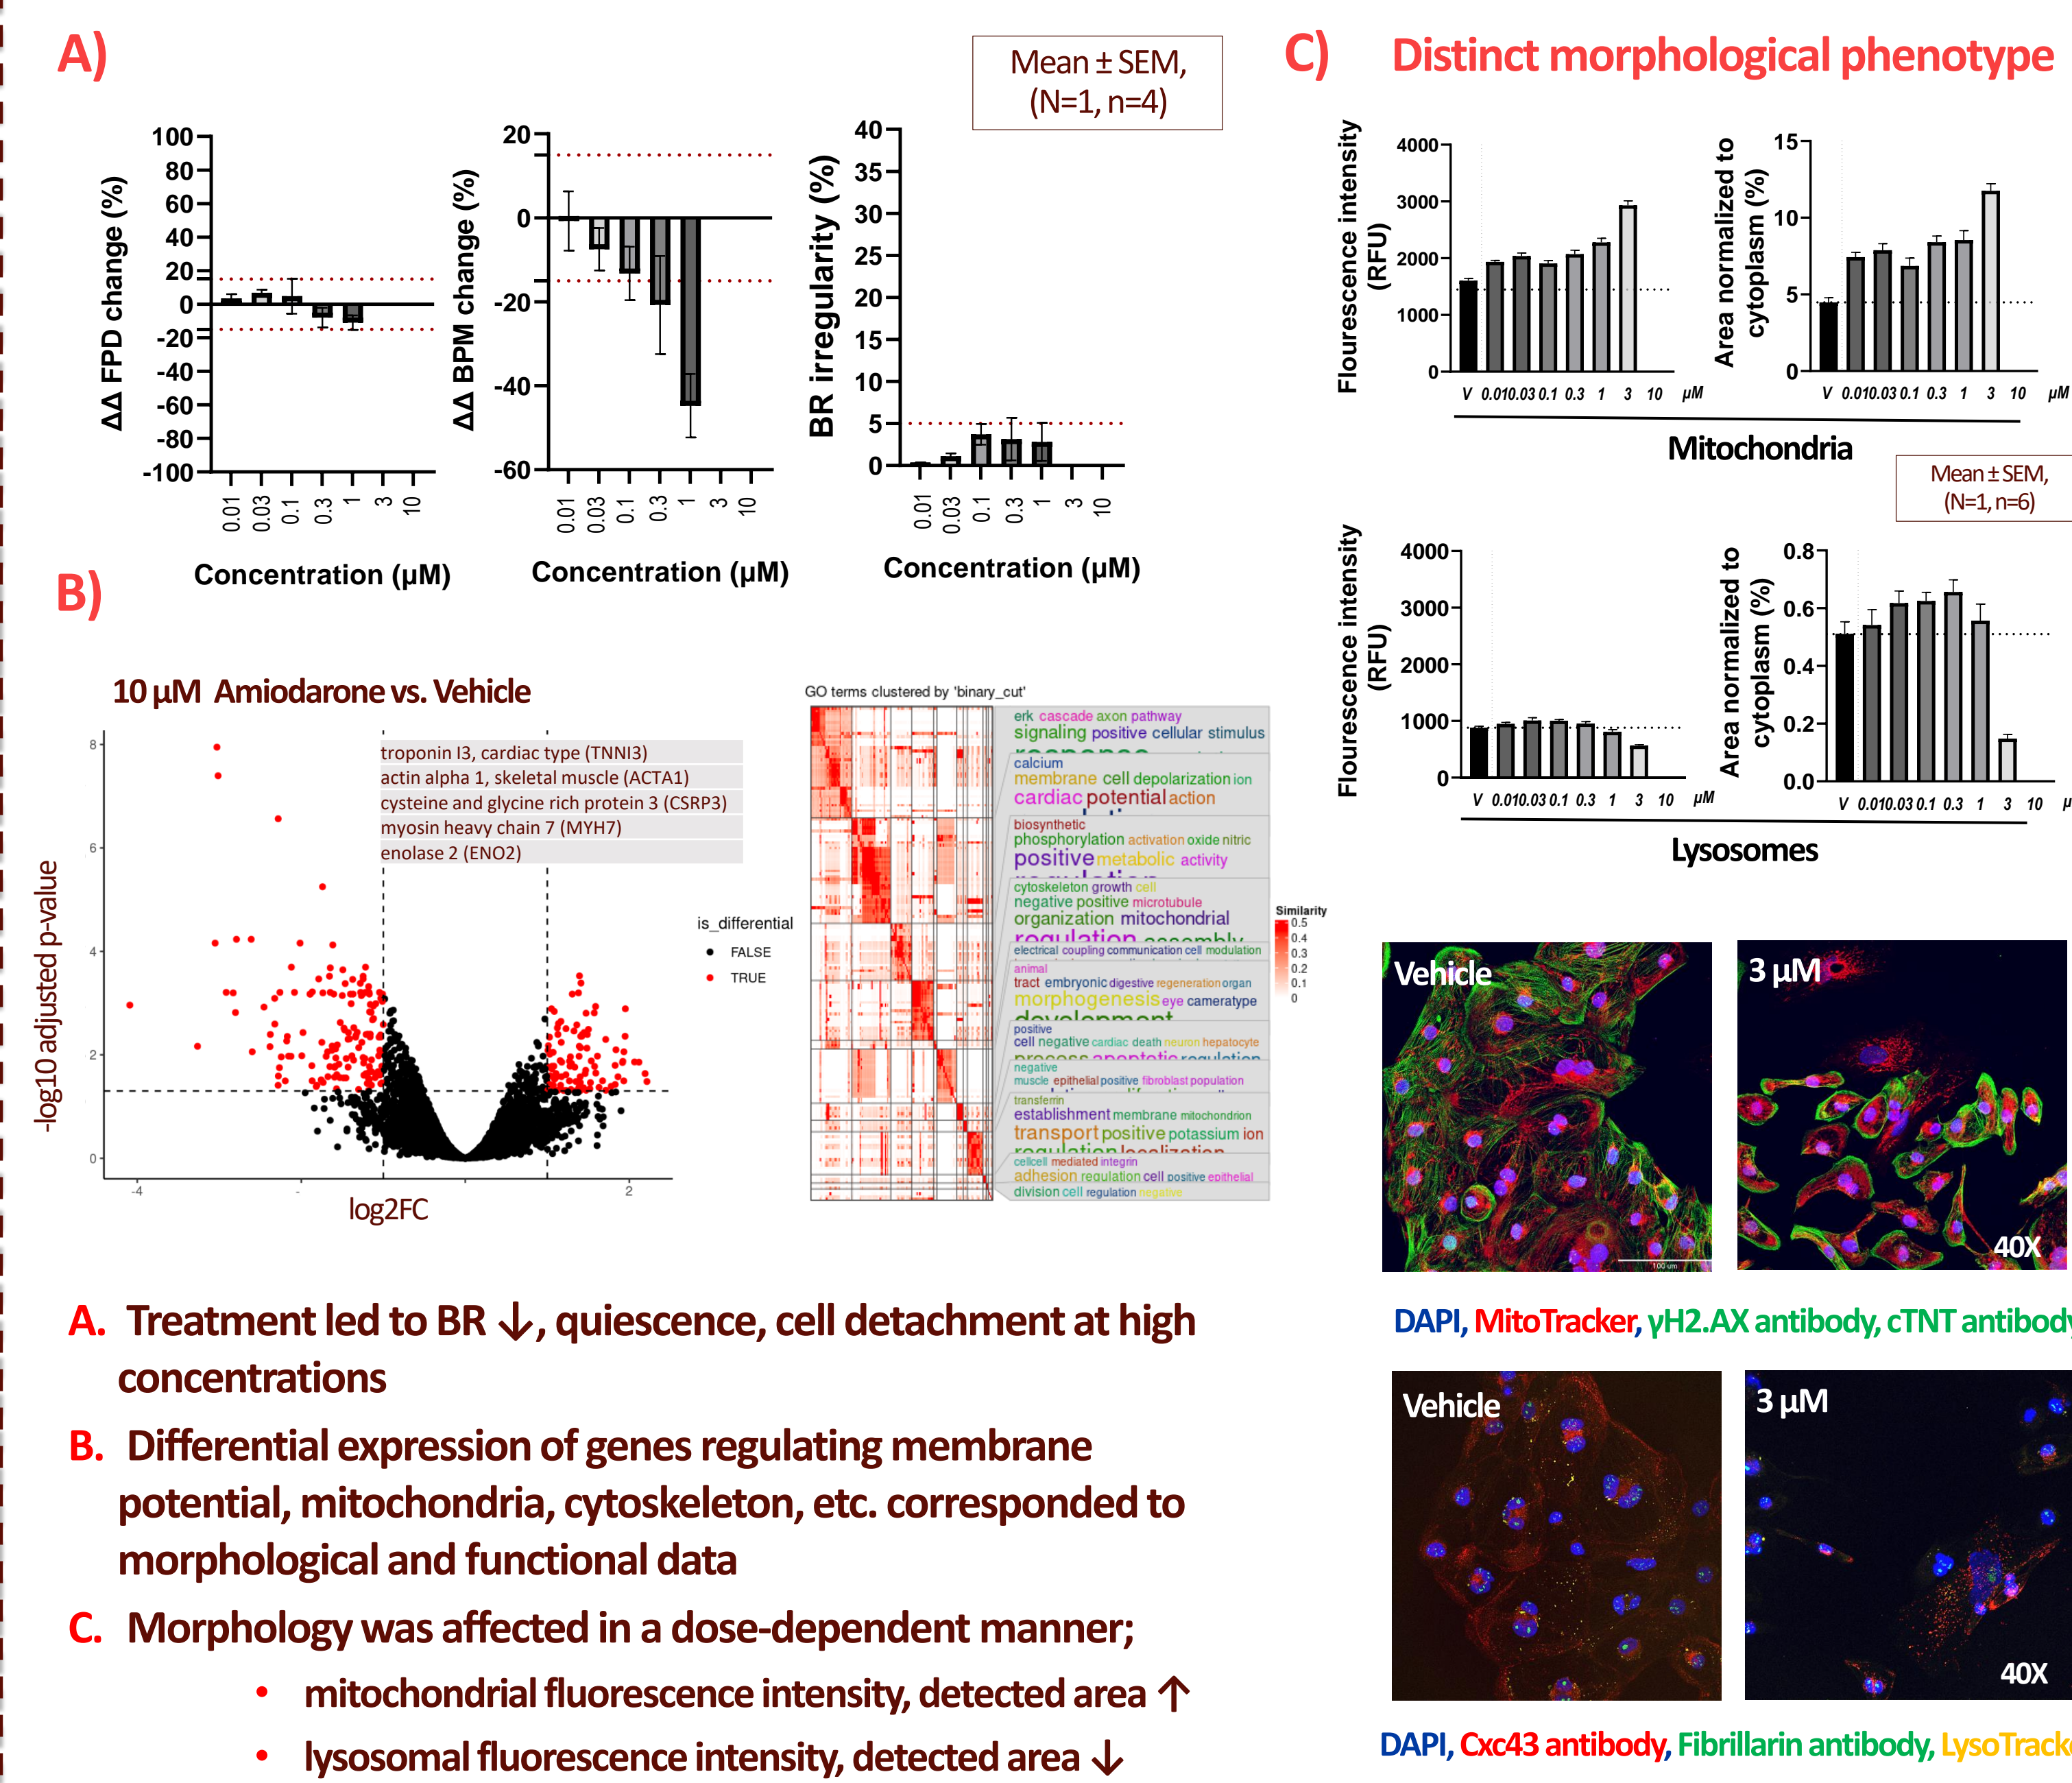 A)
Mean ± SEM,
(N=1, n=4)
ΔΔ FPD change (%)
100
80
60
40
20
0
-20
-40
-60
-80
-100
0.01
0.03
0.1
0.3
1
3
10
Concentration (µM)
ΔΔ BPM change (%)
20
0
-20
-40
-60
0.01
0.03
0.1
0.3
1
3
10
Concentration (µM)
BR irregularity (%)
40
35
30
25
20
15
10
5
0
0.01
0.03
0.1
0.3
1
3
10
Concentration (µM)
B)
10 µM Amiodarone vs. Vehicle
troponin I3, cardiac type (TNNI3)
actin alpha 1, skeletal muscle (ACTA1)
cysteine and glycine rich protein 3 (CSRP3)
myosin heavy chain 7 (MYH7)
enolase 2 (ENO2)
-log10 adjusted p-value
8
6
4
2
0
-4
-
2
log2FC
is_differential
FALSE
TRUE
GO terms clustered by 'binary_cut'
erk cascade axon pathway
signaling positive cellular stimulus
response
calcium
membrane cell depolarization ion
cardiac potential action
biosynthetic
phosphorylation activation oxide nitric
positive metabolic activity
regulation
cytoskeleton growth cell
negative positive microtubule
organization mitochondrial
regulation assembly
electrical coupling communication cell modulation
animal
tract embryonic digestive regeneration organ
morphogenesis eye cameratype
development
positive
cell negative cardiac death neuron hepatocyte
process apoptotic regulation
negative
muscle epithelial positive fibroblast population
transferrin
establishment membrane mitochondrion
transport positive potassium ion
regulation localization
cellcell mediated integrin
adhesion regulation cell positive epithelial
division cell regulation negative
Similarity
0.5
0.4
0.3
0.2
0.1
0
A. Treatment led to BR ↓, quiescence, cell detachment at high
concentrations
B. Differential expression of genes regulating membrane
potential, mitochondria, cytoskeleton, etc. corresponded to
morphological and functional data
C. Morphology was affected in a dose-dependent manner;
• mitochondrial fluorescence intensity, detected area ↑
• lysosomal fluorescence intensity, detected area ↓
C) Distinct morphological phenotype
Flourescence intensity
(RFU)
4000
3000
2000
1000
0
V 0.01 0.03 0.1 0.3 1 3 10 µM
Area normalized to
cytoplasm (%)
15
10
5
0
V 0.01 0.03 0.1 0.3 1 3 10 µM
Mitochondria
Mean ± SEM,
(N=1, n=6)
Flourescence intensity
(RFU)
4000
3000
2000
1000
0
V 0.01 0.03 0.1 0.3 1 3 10 µM
Area normalized to
cytoplasm (%)
0.8
0.6
0.4
0.2
0.0
V 0.01 0.03 0.1 0.3 1 3 10 µ
Lysosomes
Vehicle
100 um
3 µM
40X
DAPI, MitoTracker, γH2.AX antibody, cTNT antibody
Vehicle
3 µM
40X
DAPI, Cxc43 antibody, Fibrillarin antibody, LysoTracke